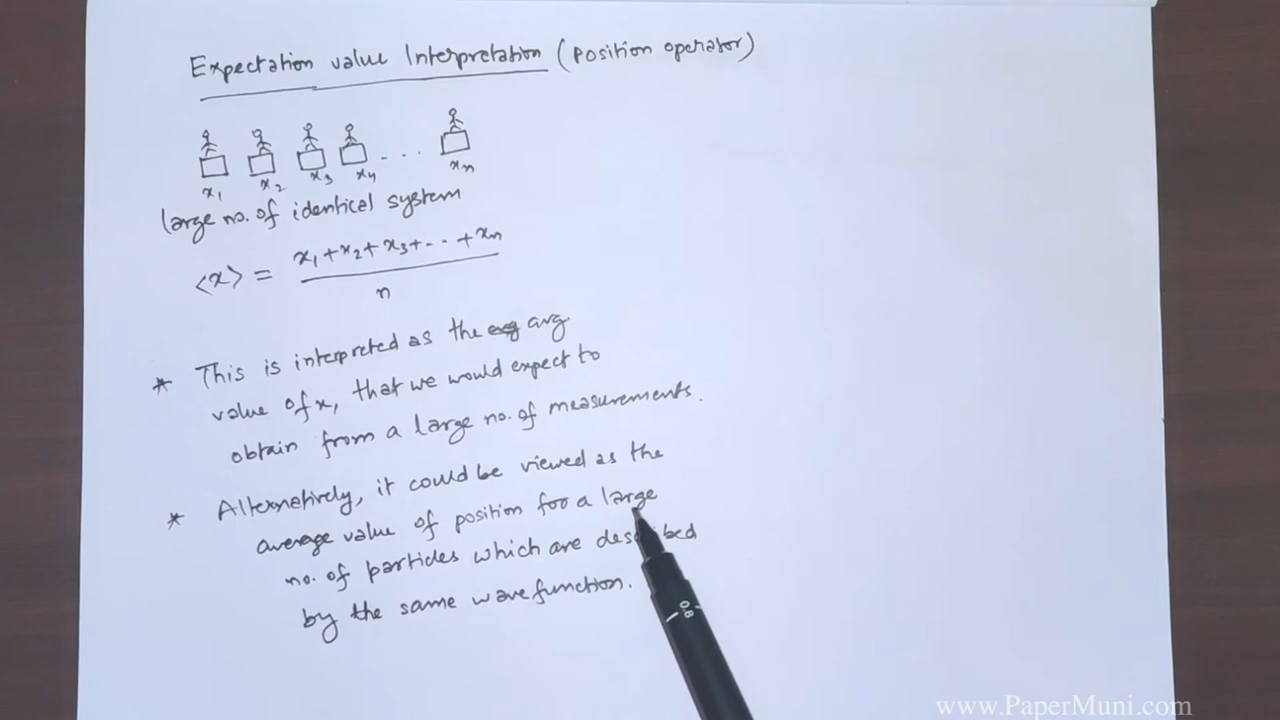 Expectation value Interpretation (position operator)
x₁ x₂ x₃ x₄ ... xₙ
large no. of identical system
⟨x⟩ = x₁+x₂+x₃+--+xₙ
n
* This is interpreted as the avg
value of x, that we would expect to
obtain from a large no. of measurements.
* Alternatively, it could be viewed as the
average value of position for a large
no. of particles which are described
by the same wavefunction.
0.8
www.PaperMuni.com